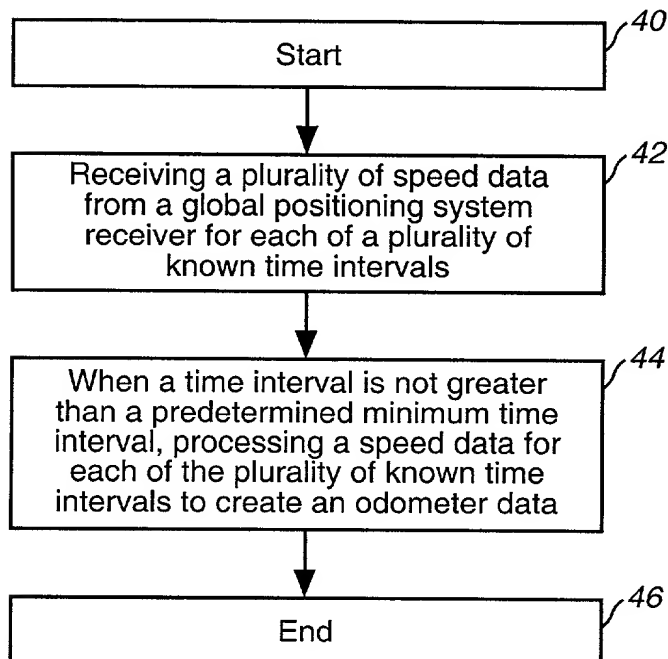 40
Start
42
Receiving a plurality of speed data
from a global positioning system
receiver for each of a plurality of
known time intervals
44
When a time interval is not greater
than a predetermined minimum time
interval, processing a speed data for
each of the plurality of known time
intervals to create an odometer data
46
End